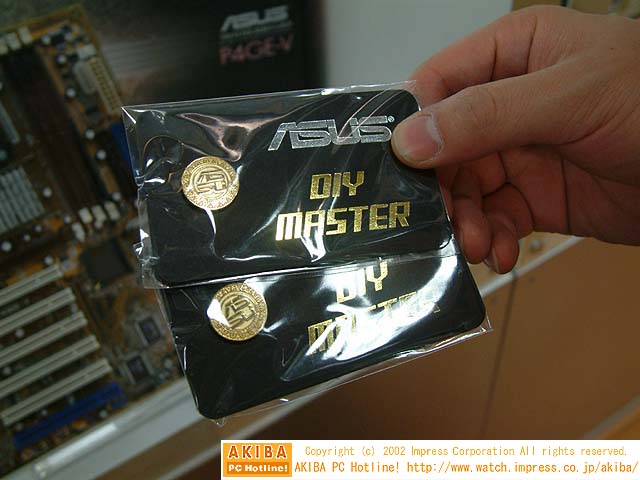 ASUS
P4GE-V
ASUS®
DIY
MASTER
DIY
MASTER
AKIBA
PC Hotline!
Copyright (c) 2002 Impress Corporation All rights reserved.
AKIBA PC Hotline! http://www.watch.impress.co.jp/akiba/